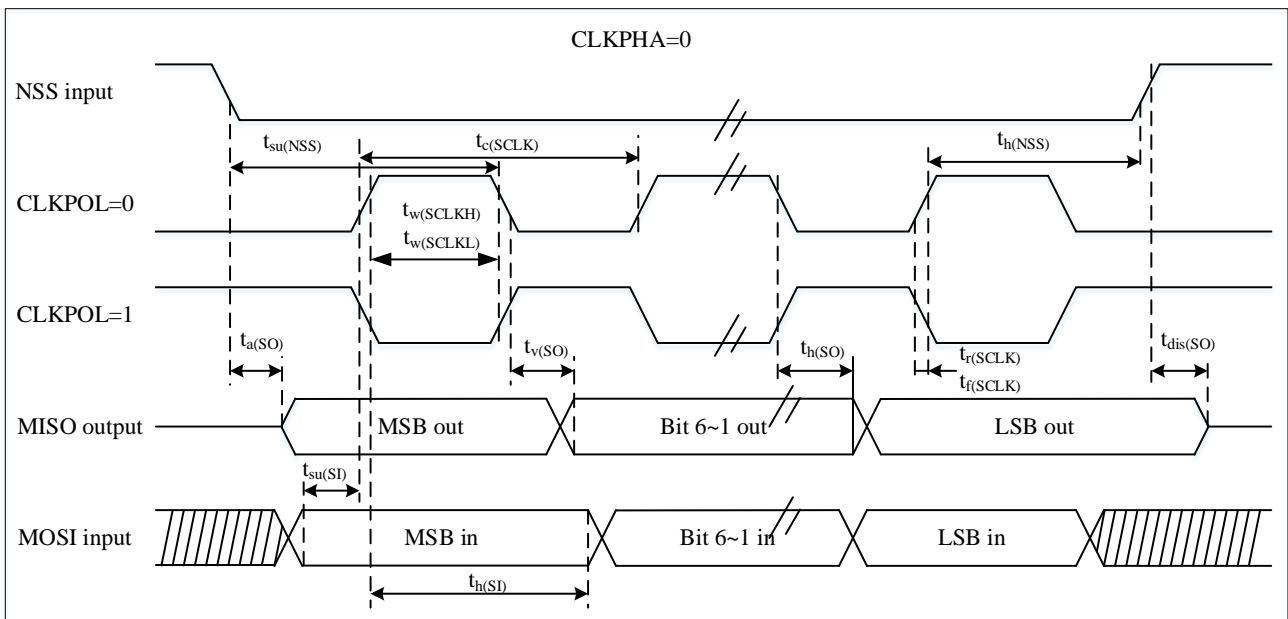 CLKPHA=0
NSS input
tsu(NSS)
tc(SCLK)
th(NSS)
CLKPOL=0
tw(SCLKH)
tw(SCLKL)
CLKPOL=1
ta(SO)
tv(SO)
th(SO)
tr(SCLK)
tf(SCLK)
tdis(SO)
MISO output
MSB out
Bit 6~1 out
LSB out
tsu(SI)
MOSI input
MSB in
Bit 6~1 in
LSB in
th(SI)